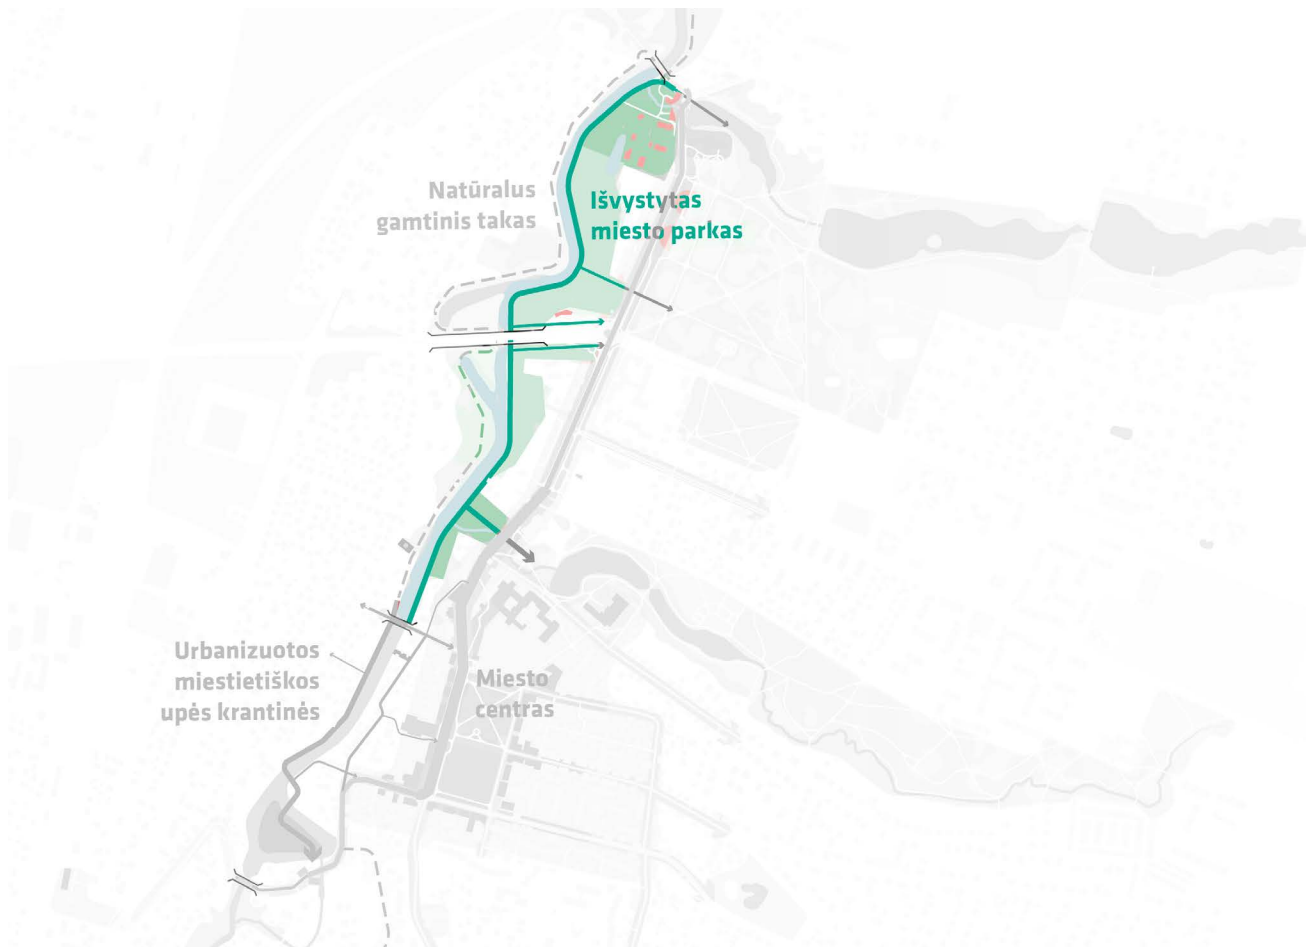 Natūralus
gamtinis takas
Išvystytas
miesto parkas
Urbanizuotos
miestietiškos
upės krantinės
Miesto
centras